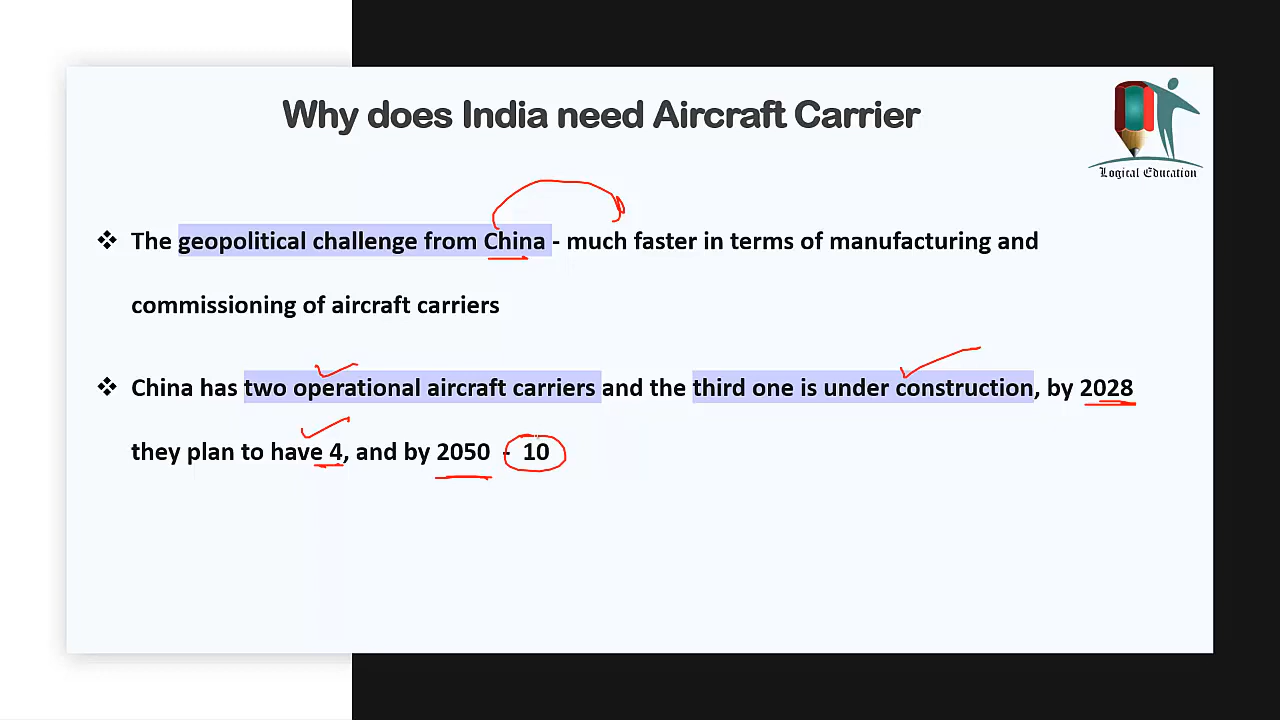 Why does India need Aircraft Carrier
Logical Education
❖ The geopolitical challenge from China - much faster in terms of manufacturing and
commissioning of aircraft carriers
❖ China has two operational aircraft carriers and the third one is under construction, by 2028
they plan to have 4, and by 2050 - 10